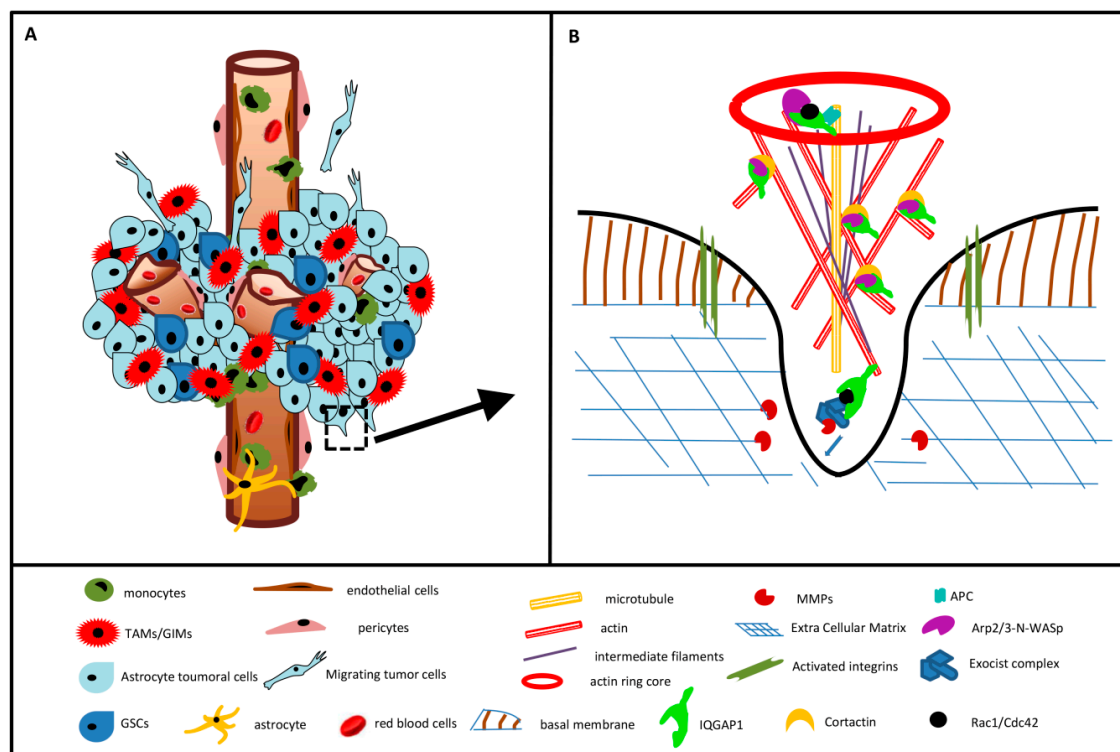 A
B
monocytes
endothelial cells
microtubule
MMPs
APC
TAMs/GIMs
pericytes
actin
Extra Cellular Matrix
Arp2/3-N-WASp
intermediate filaments
Activated integrins
Exocist complex
Astrocyte toumoral cells
Migrating tumor cells
actin ring core
GSCs
astrocyte
red blood cells
basal membrane
IQGAP1
Cortactin
Rac1/Cdc42